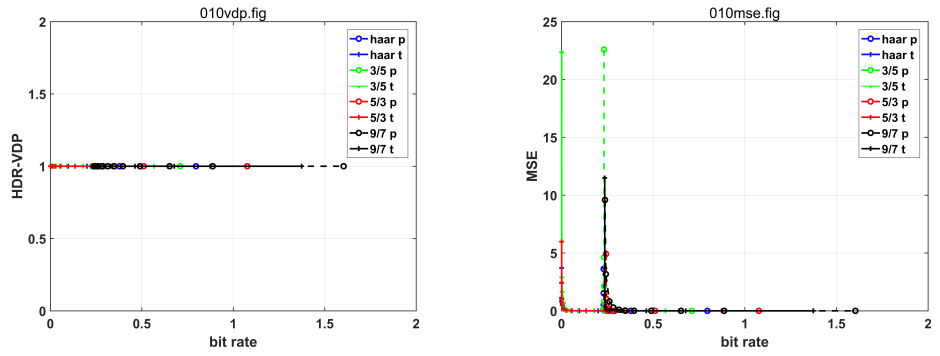 010vdp.fig
2
1.5
1
0.5
0
HDR-VDP
0
0.5
1
1.5
2
bit rate
haar p
haar t
3/5 p
3/5 t
5/3 p
5/3 t
9/7 p
9/7 t
010mse.fig
25
20
15
10
5
0
MSE
0
0.5
1
1.5
2
bit rate
haar p
haar t
3/5 p
3/5 t
5/3 p
5/3 t
9/7 p
9/7 t